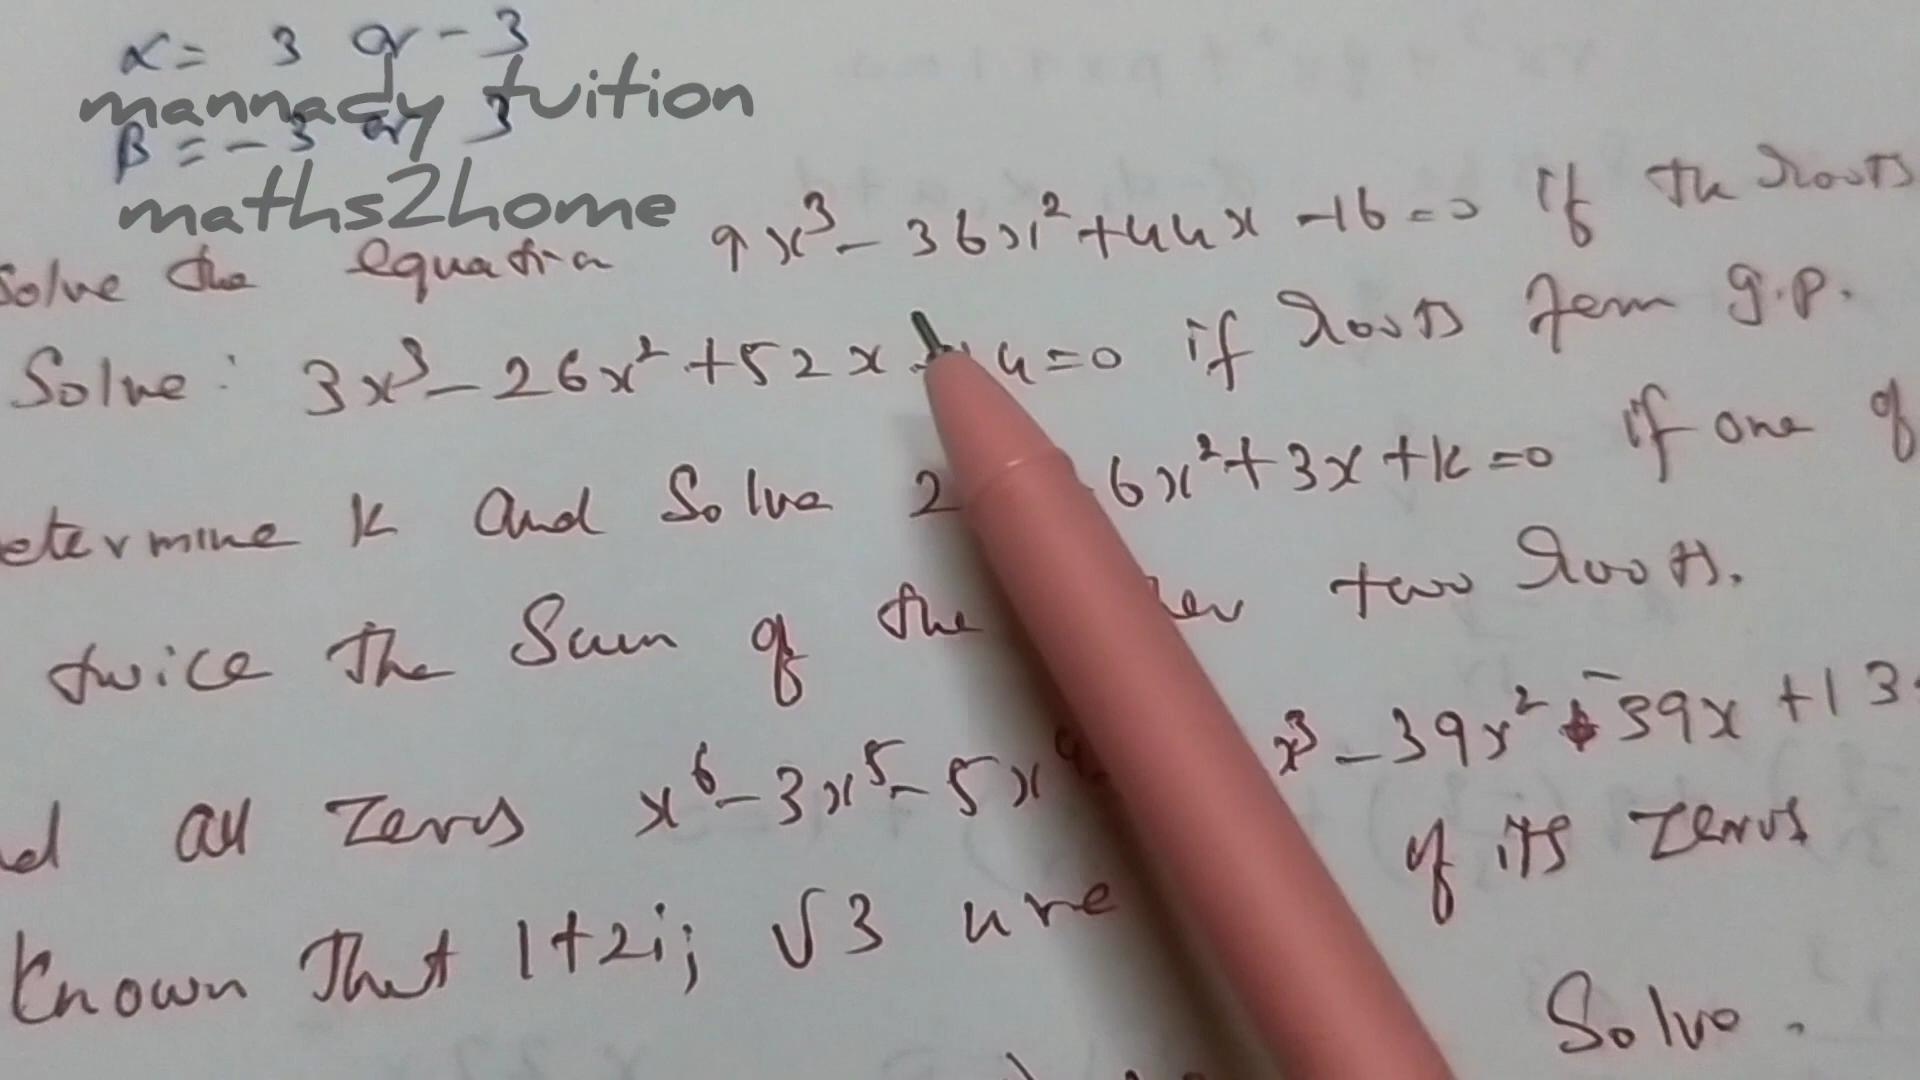 α = 3 or - 3
mannady tuition
β = - 3 or 3
maths2home
Solve the equation 9x³ - 36x² + 44x - 16 = 0 if the roots
Solve : 3x³ - 26x² + 52x 4 = 0 if roots form g.p.
etermine k and Solve 2 6x² + 3x + k = 0 if one of
twice the Sum of the er two roots.
d all zeros x⁶ - 3x⁵ - 5x⁴ x³ - 39x² - 39x + 13
known that 1+2i; √3 are of its zeros
Solve.